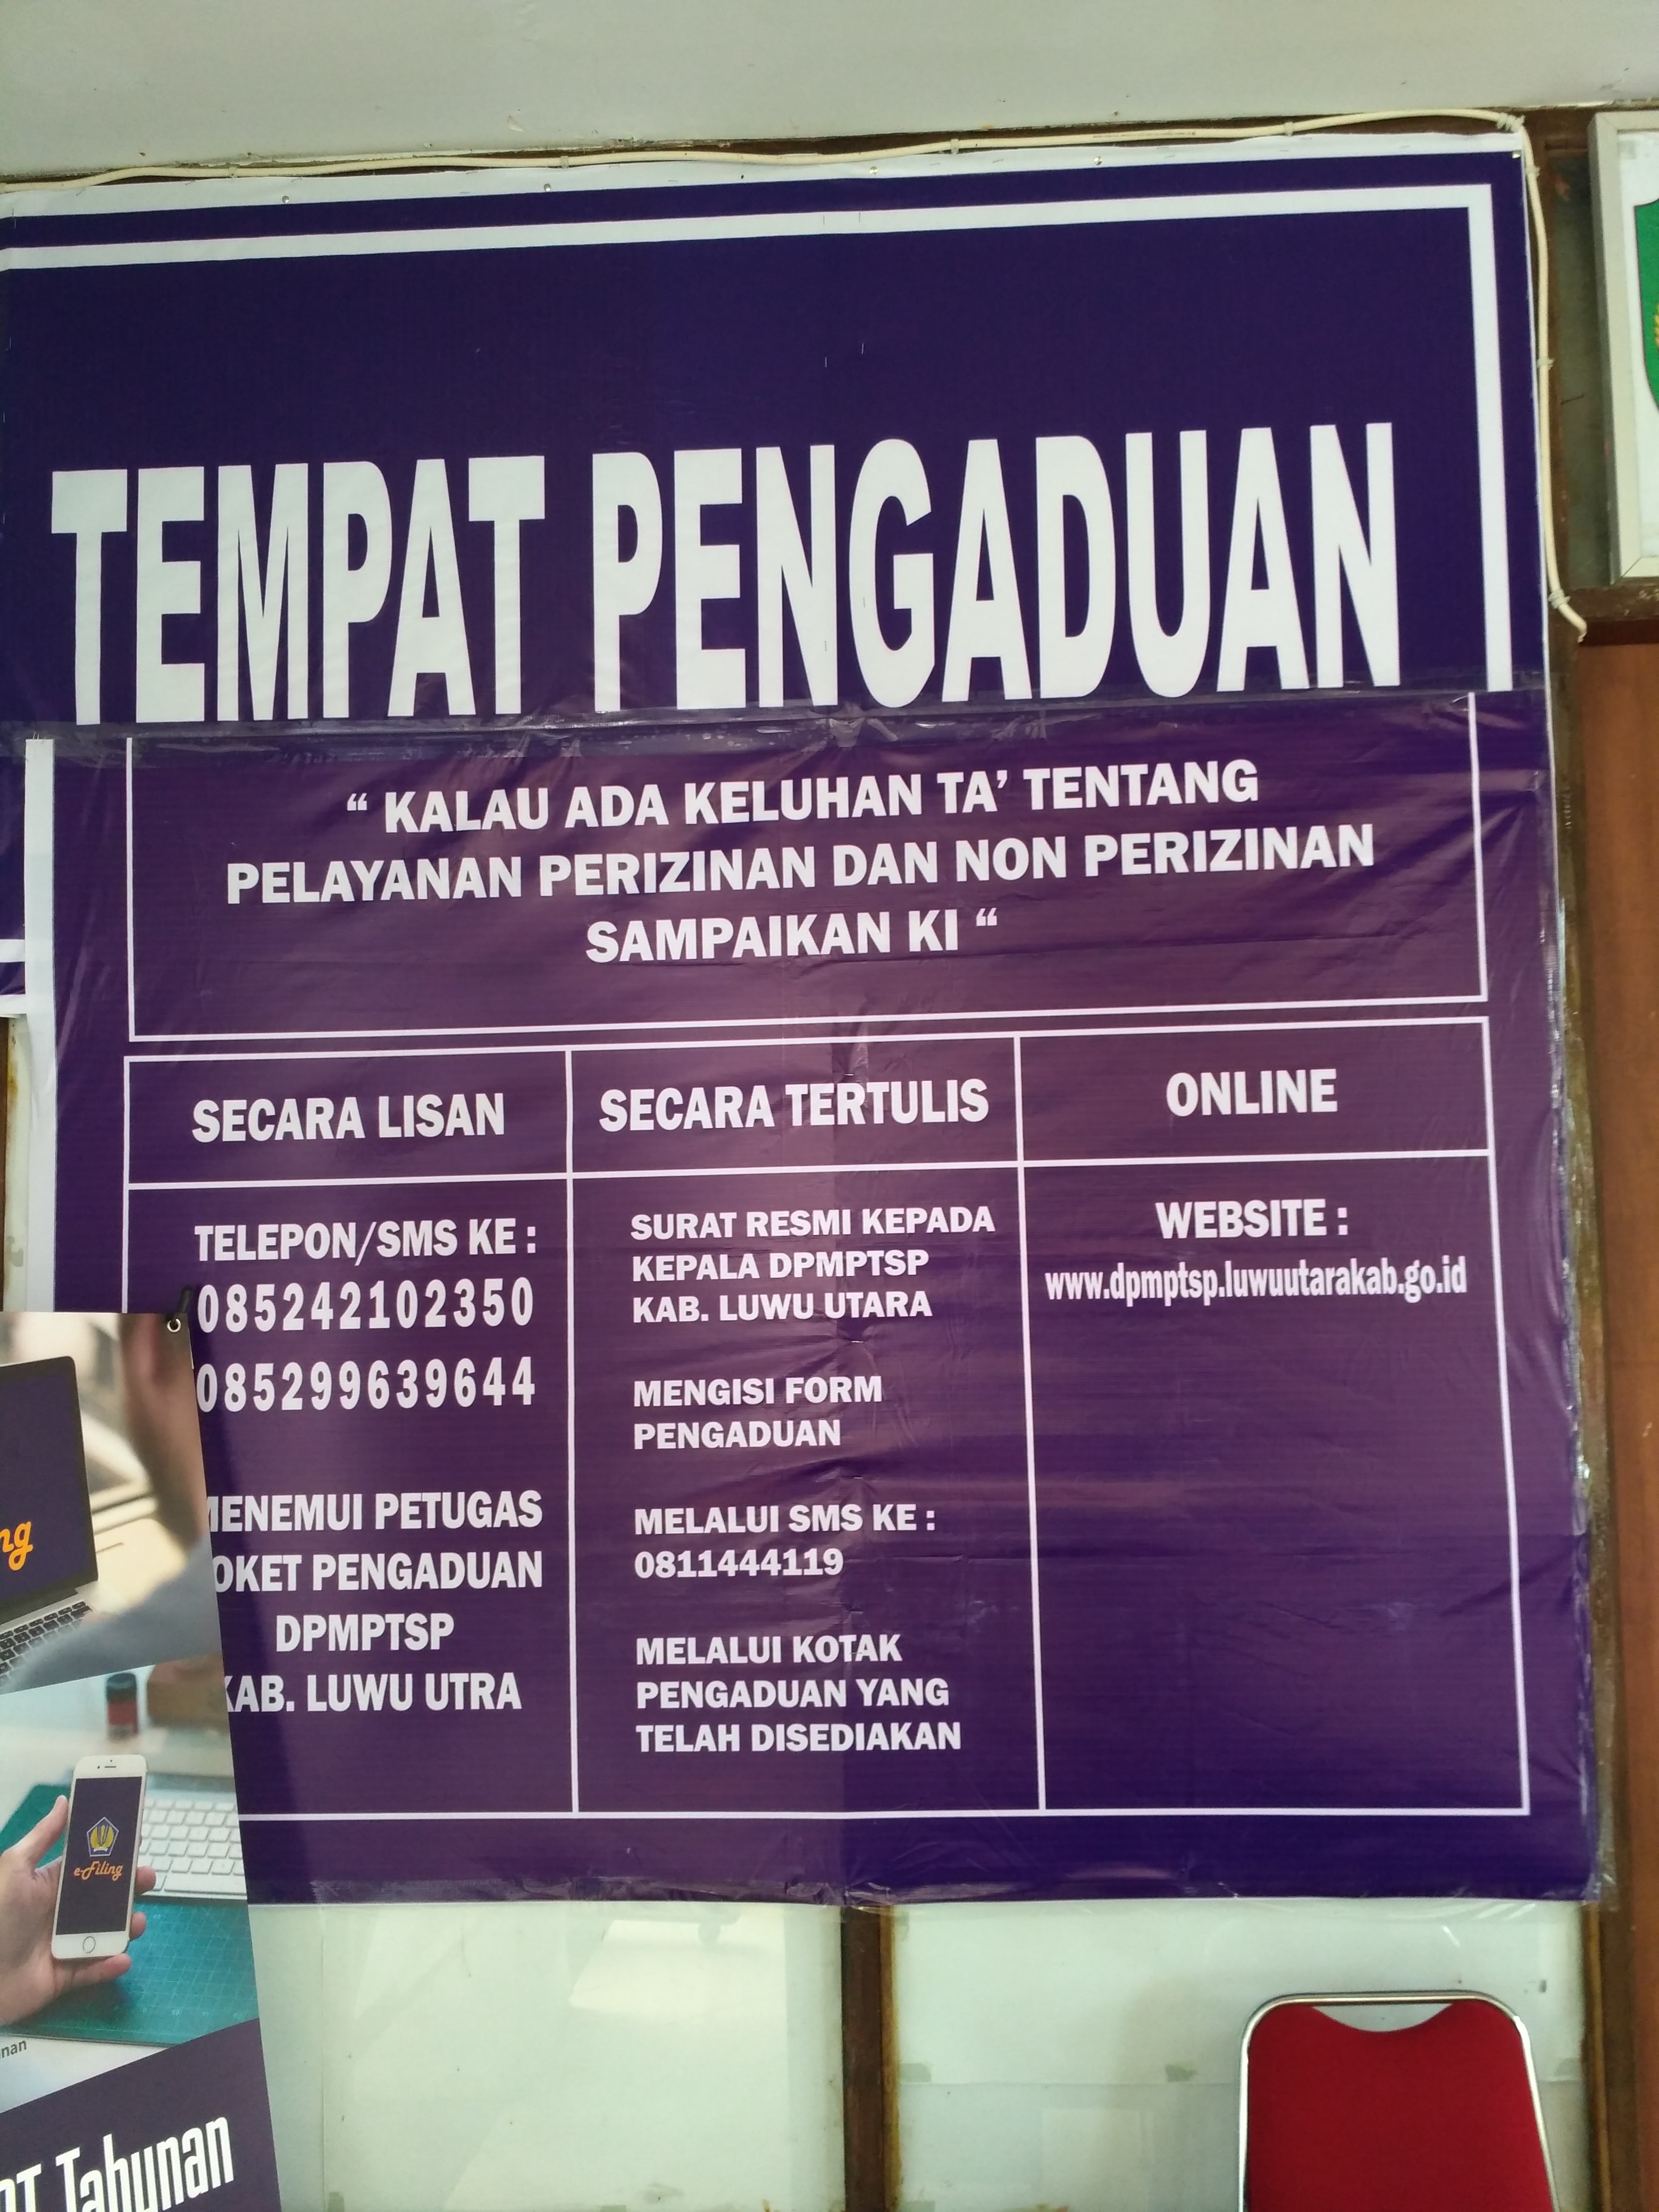 TEMPAT PENGADUAN
“ KALAU ADA KELUHAN TA’ TENTANG
PELAYANAN PERIZINAN DAN NON PERIZINAN
SAMPAIKAN KI “
SECARA LISAN
TELEPON/SMS KE :
085242102350
085299639644
MENEMUI PETUGAS
OKET PENGADUAN
DPMPTSP
KAB. LUWU UTRA
SECARA TERTULIS
SURAT RESMI KEPADA
KEPALA DPMPTSP
KAB. LUWU UTARA
MENGISI FORM
PENGADUAN
MELALUI SMS KE :
0811444119
MELALUI KOTAK
PENGADUAN YANG
TELAH DISEDIAKAN
ONLINE
WEBSITE :
www.dpmptsp.luwuutarakab.go.id
ng
e-Filing
nan
Tahunan